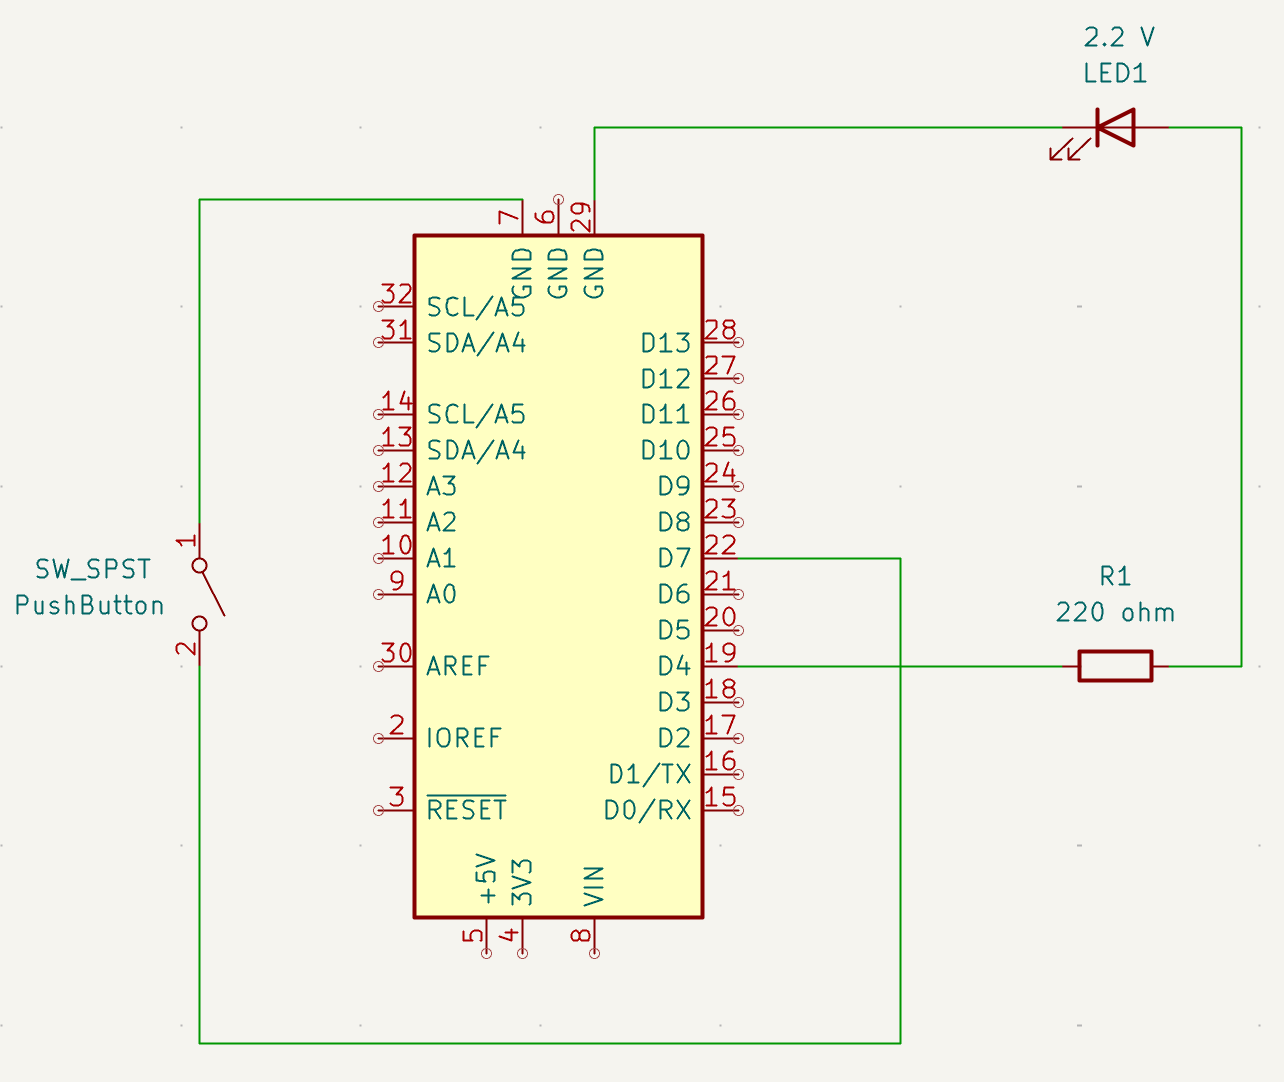 2.2 V
LED1
7
6
29
GND
GND
GND
32
SCL/A5
31
SDA/A4
14
SCL/A5
13
SDA/A4
12
A3
11
A2
10
A1
9
A0
30
AREF
2
IOREF
3
RESET
D13
28
D12
27
D11
26
D10
25
D9
24
D8
23
D7
22
D6
21
D5
20
D4
19
D3
18
D2
17
D1/TX
16
D0/RX
15
+5V
3V3
VIN
5
4
8
1
SW_SPST
PushButton
2
R1
220 ohm